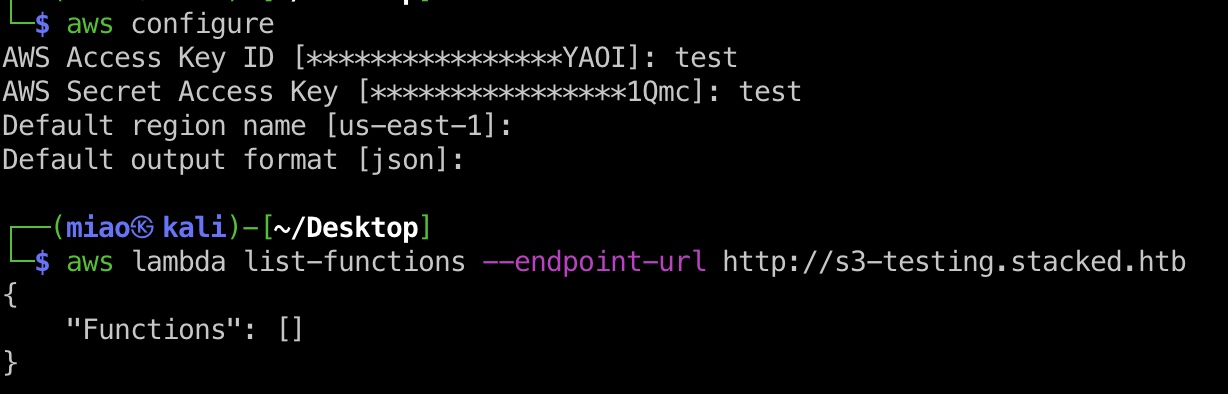 └─$ aws configure
AWS Access Key ID [****************YAOI]: test
AWS Secret Access Key [****************1Qmc]: test
Default region name [us-east-1]:
Default output format [json]:
┌──(miao㉿kali)-[~/Desktop]
└─$ aws lambda list-functions --endpoint-url http://s3-testing.stacked.htb
{
    "Functions": []
}